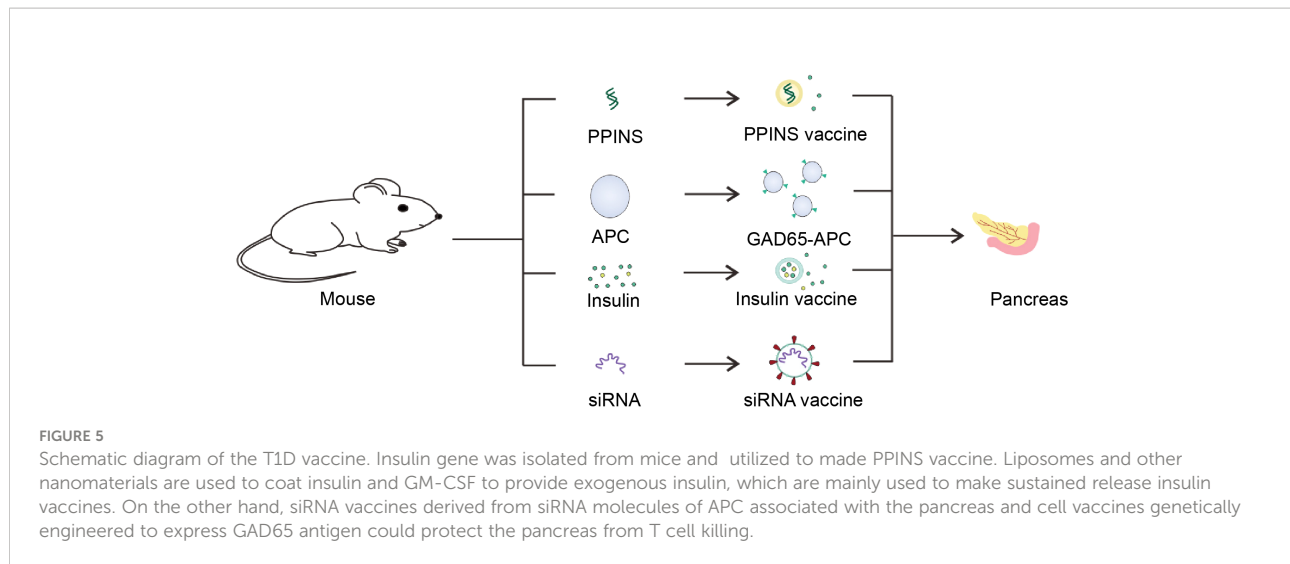 PPINS
PPINS vaccine
APC
GAD65-APC
Mouse
Insulin
Insulin vaccine
Pancreas
siRNA
siRNA vaccine
FIGURE 5
Schematic diagram of the T1D vaccine. Insulin gene was isolated from mice and utilized to made PPINS vaccine. Liposomes and other
nanomaterials are used to coat insulin and GM-CSF to provide exogenous insulin, which are mainly used to make sustained release insulin
vaccines. On the other hand, siRNA vaccines derived from siRNA molecules of APC associated with the pancreas and cell vaccines genetically
engineered to express GAD65 antigen could protect the pancreas from T cell killing.